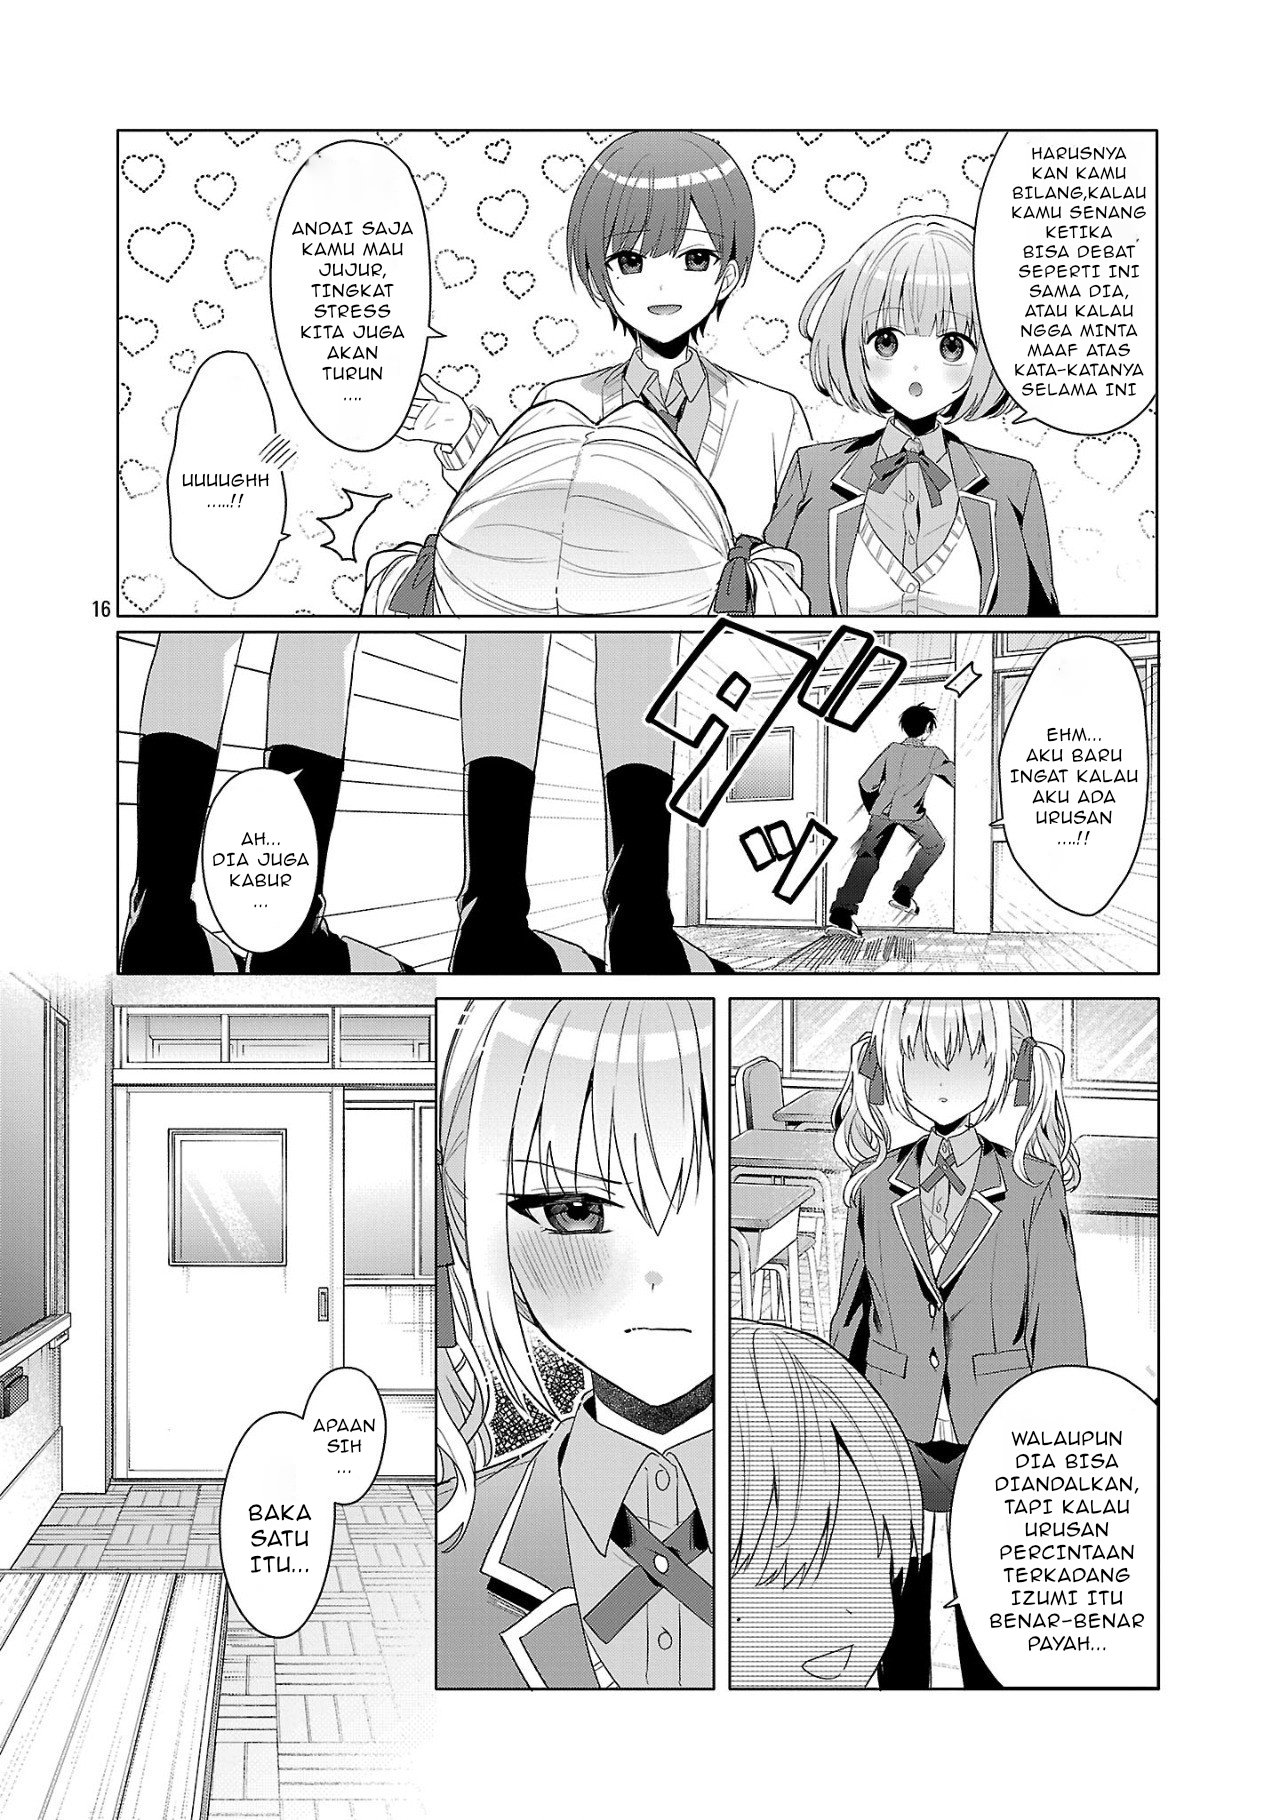 HARUSNYA
KAN KAMU
BILANG,KALAU
KAMU SENANG
KETIKA
BISA DEBAT
SEPERTI INI
SAMA DIA,
ATAU KALAU
NGGA MINTA
MAAF ATAS
KATA-KATANYA
SELAMA INI
ANDAI SAJA
KAMU MAU
JUJUR,
TINGKAT
STRESS
KITA JUGA
AKAN
TURUN
....
UUUUGHH
.....!!
16
EHM...
AKU BARU
INGAT KALAU
AKU ADA
URUSAN
.....!!
ダダッ
AH...
DIA JUGA
KABUR
...
WALAUPUN
DIA BISA
DIANDALKAN,
TAPI KALAU
URUSAN
PERCINTAAN
TERKADANG
IZUMI ITU
BENAR-BENAR
PAYAH...
APAAN
SIH
...
BAKA
SATU
ITU...